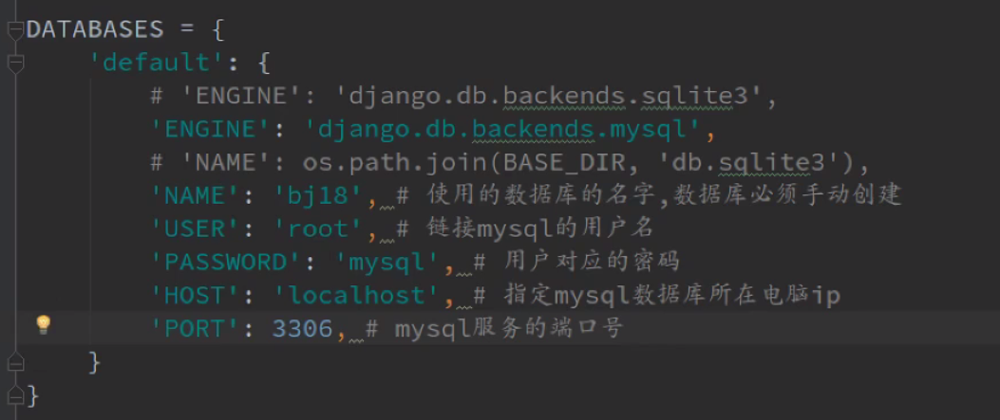 DATABASES = {
    'default': {
        # 'ENGINE': 'django.db.backends.sqlite3',
        'ENGINE': 'django.db.backends.mysql',
        # 'NAME': os.path.join(BASE_DIR, 'db.sqlite3'),
        'NAME': 'bj18', # 使用的数据库的名字,数据库必须手动创建
        'USER': 'root', # 链接mysql的用户名
        'PASSWORD': 'mysql', # 用户对应的密码
        'HOST': 'localhost', # 指定mysql数据库所在电脑ip
        'PORT': 3306, # mysql服务的端口号
    }
}